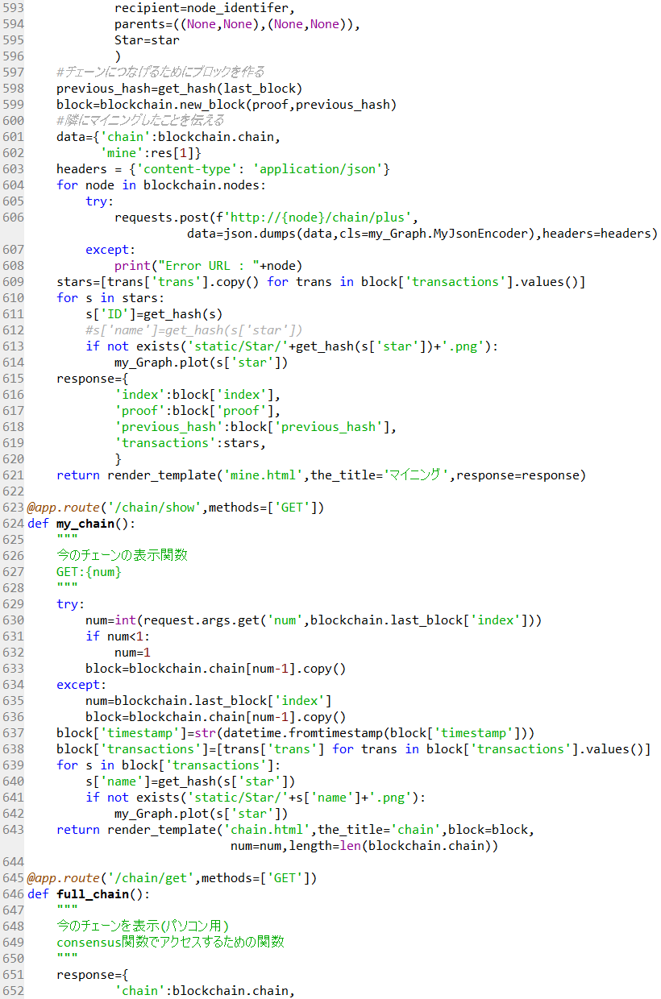 593             recipient=node_identifer,
594             parents=((None,None),(None,None)),
595             Star=star
596             )
597     #チェーンにつなげるためにブロックを作る
598     previous_hash=get_hash(last_block)
599     block=blockchain.new_block(proof,previous_hash)
600     #隣にマイニングしたことを伝える
601     data={'chain':blockchain.chain,
602           'mine':res[1]}
603     headers = {'content-type': 'application/json'}
604     for node in blockchain.nodes:
605         try:
606             requests.post(f'http://{node}/chain/plus',
                          data=json.dumps(data,cls=my_Graph.MyJsonEncoder),headers=headers)
607         except:
608             print("Error URL : "+node)
609     stars=[trans['trans'].copy() for trans in block['transactions'].values()]
610     for s in stars:
611         s['ID']=get_hash(s)
612         #s['name']=get_hash(s['star'])
613         if not exists('static/Star/'+get_hash(s['star'])+'.png'):
614             my_Graph.plot(s['star'])
615     response={
616             'index':block['index'],
617             'proof':block['proof'],
618             'previous_hash':block['previous_hash'],
619             'transactions':stars,
620             }
621     return render_template('mine.html',the_title='マイニング',response=response)
622
623 @app.route('/chain/show',methods=['GET'])
624 def my_chain():
625     """
626     今のチェーンの表示関数
627     GET:{num}
628     """
629     try:
630         num=int(request.args.get('num',blockchain.last_block['index']))
631         if num<1:
632             num=1
633         block=blockchain.chain[num-1].copy()
634     except:
635         num=blockchain.last_block['index']
636         block=blockchain.chain[num-1].copy()
637     block['timestamp']=str(datetime.fromtimestamp(block['timestamp']))
638     block['transactions']=[trans['trans'] for trans in block['transactions'].values()]
639     for s in block['transactions']:
640         s['name']=get_hash(s['star'])
641         if not exists('static/Star/'+s['name']+'.png'):
642             my_Graph.plot(s['star'])
643     return render_template('chain.html',the_title='chain',block=block,
                            num=num,length=len(blockchain.chain))
644
645 @app.route('/chain/get',methods=['GET'])
646 def full_chain():
647     """
648     今のチェーンを表示(パソコン用)
649     consensus関数でアクセスするための関数
650     """
651     response={
652             'chain':blockchain.chain,